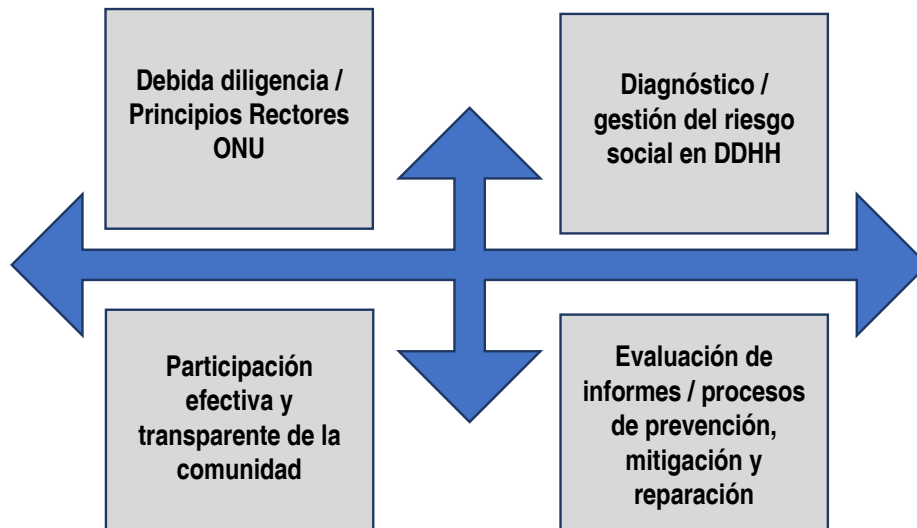 Debida diligencia /
Principios Rectores
ONU
Diagnóstico /
gestión del riesgo
social en DDHH
Participación
efectiva y
transparente de la
comunidad
Evaluación de
informes / procesos
de prevención,
mitigación y
reparación